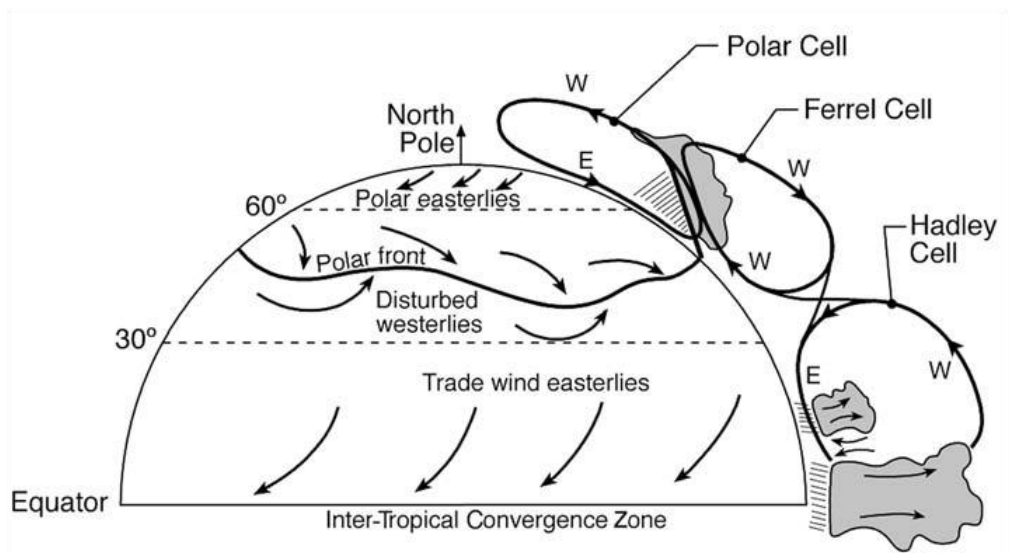 Polar Cell
W
Ferrel Cell
North
Pole
E
W
Polar easterlies
60º
Hadley
Cell
Polar front
W
Disturbed
westerlies
30º
E
W
Trade wind easterlies
Equator
Inter-Tropical Convergence Zone